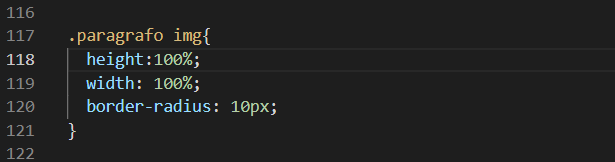 116
117 .paragrafo img{
118 height:100%;
119 width: 100%;
120 border-radius: 10px;
121 }
122